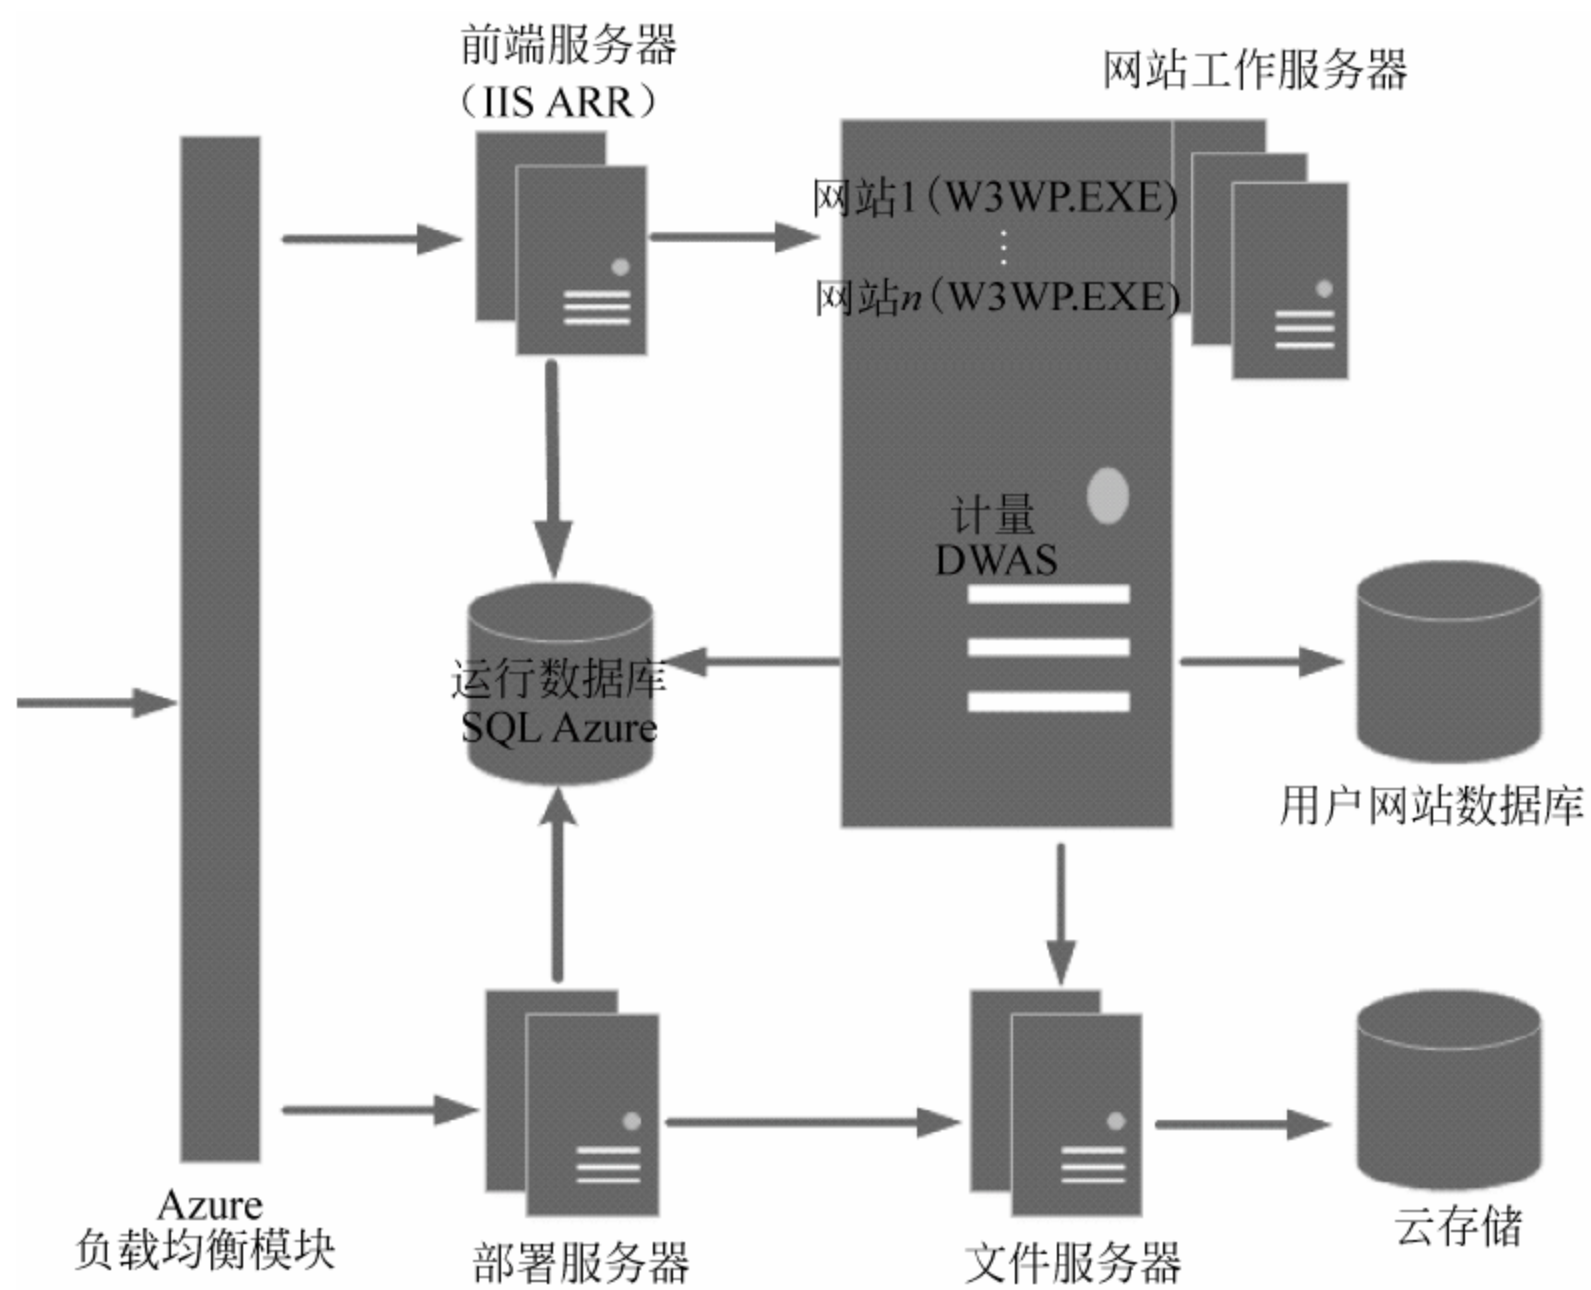 前端服务器
（IIS ARR）
网站工作服务器
网站1（W3WP.EXE)
⋮
网站n（W3WP.EXE)
计量
DWAS
运行数据库
SQL Azure
用户网站数据库
Azure
负载均衡模块
部署服务器
文件服务器
云存储